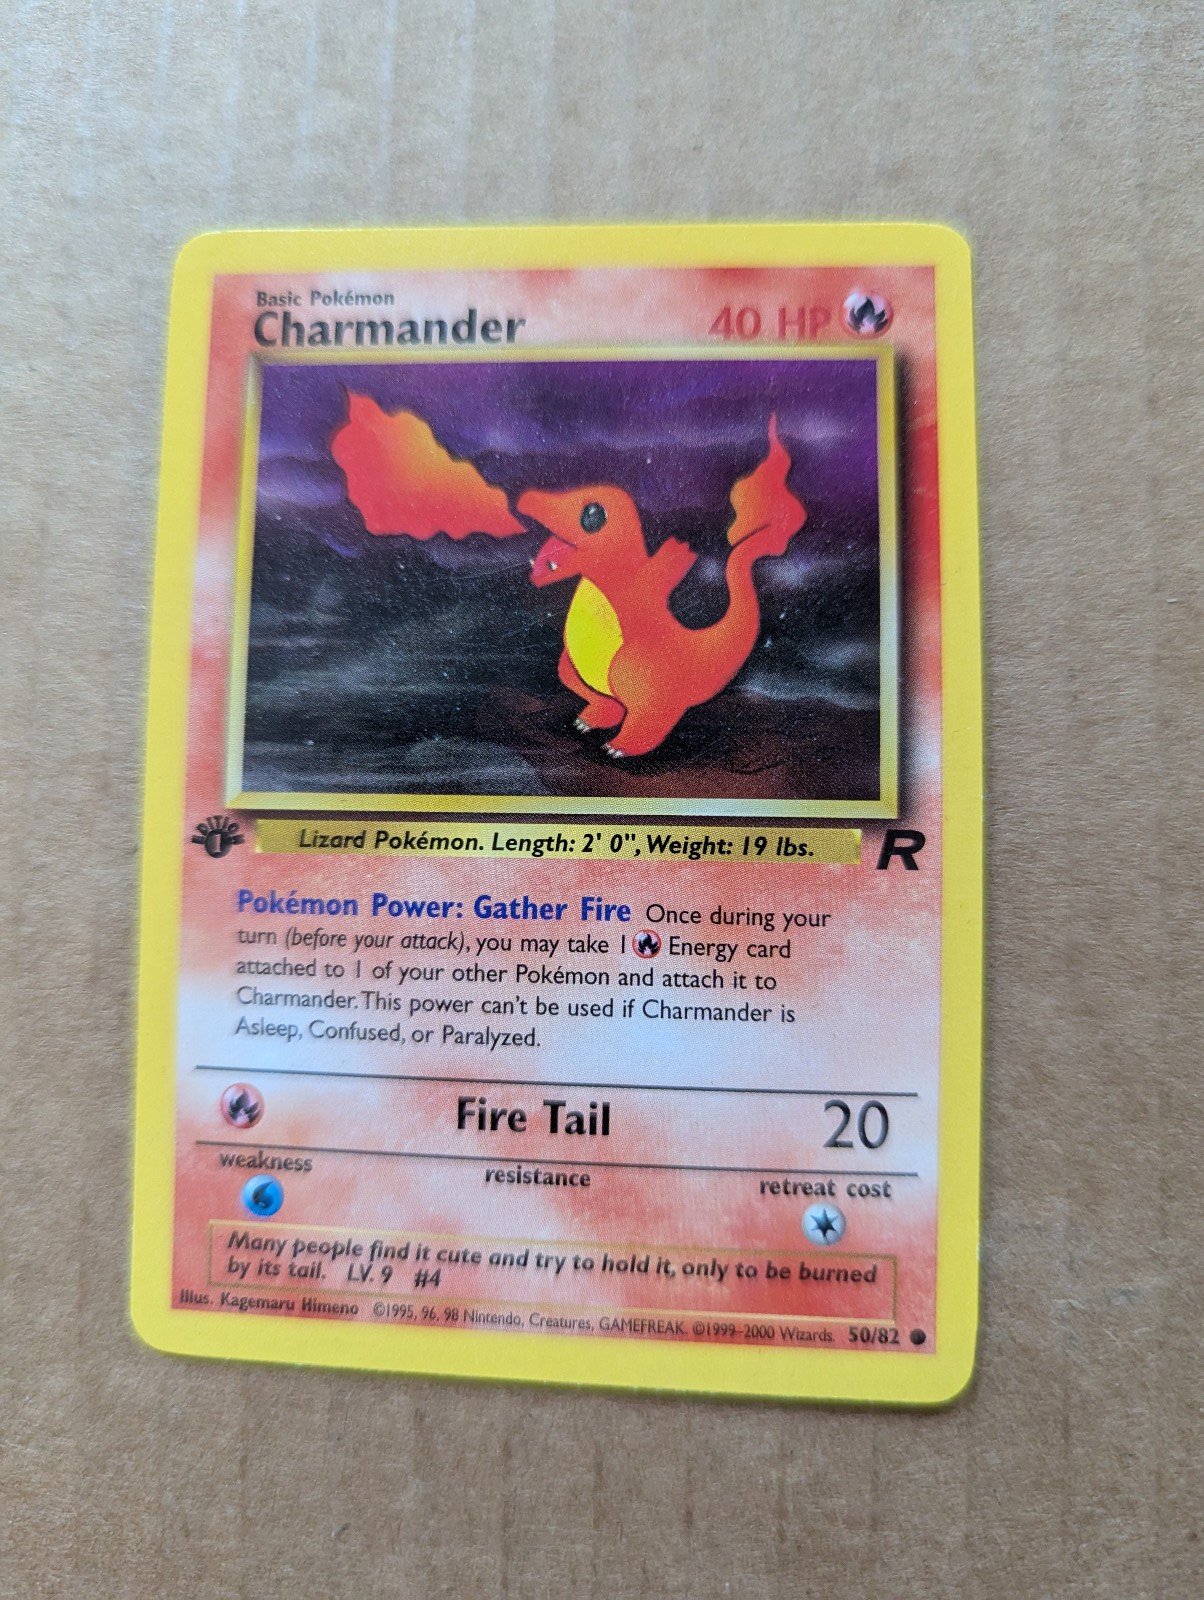 Basic Pokémon
Charmander 40 HP
EDITION 1
Lizard Pokémon. Length: 2' 0", Weight: 19 lbs.
R
Pokémon Power: Gather Fire Once during your
turn (before your attack), you may take 1 Energy card
attached to 1 of your other Pokémon and attach it to
Charmander. This power can't be used if Charmander is
Asleep, Confused, or Paralyzed.
Fire Tail 20
weakness resistance retreat cost
Many people find it cute and try to hold it, only to be burned
by its tail. LV. 9 #4
Illus. Kagemaru Himeno ©1995, 96, 98 Nintendo, Creatures, GAMEFREAK. ©1999–2000 Wizards. 50/82